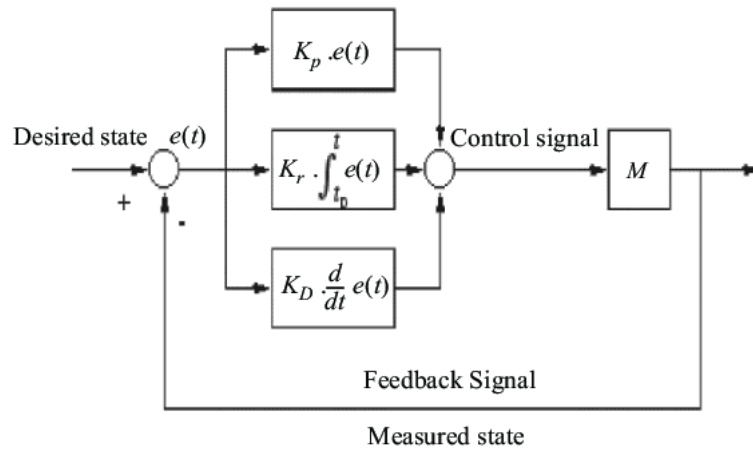 K_p .e(t)
Desired state
e(t)
Control signal
+
-
K_r . ∫_{t_0}^{t} e(t)
M
K_D . d/dt e(t)
Feedback Signal
Measured state